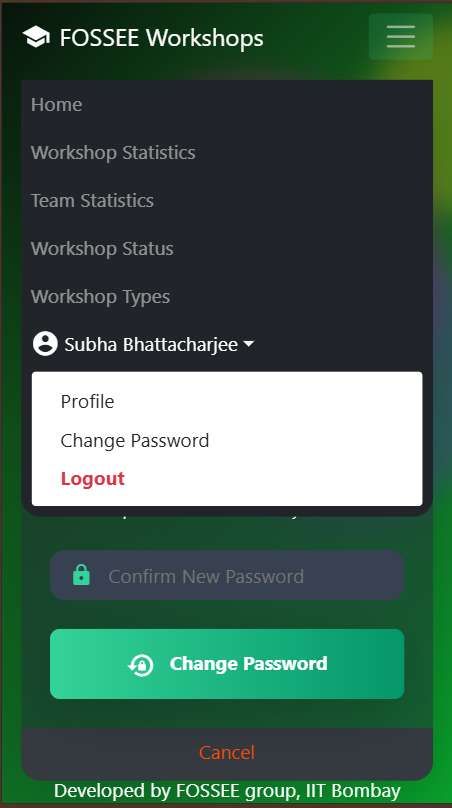 FOSSEE Workshops
Home
Workshop Statistics
Team Statistics
Workshop Status
Workshop Types
Subha Bhattacharjee
Profile
Change Password
Logout
Confirm New Password
Change Password
Cancel
Developed by FOSSEE group, IIT Bombay